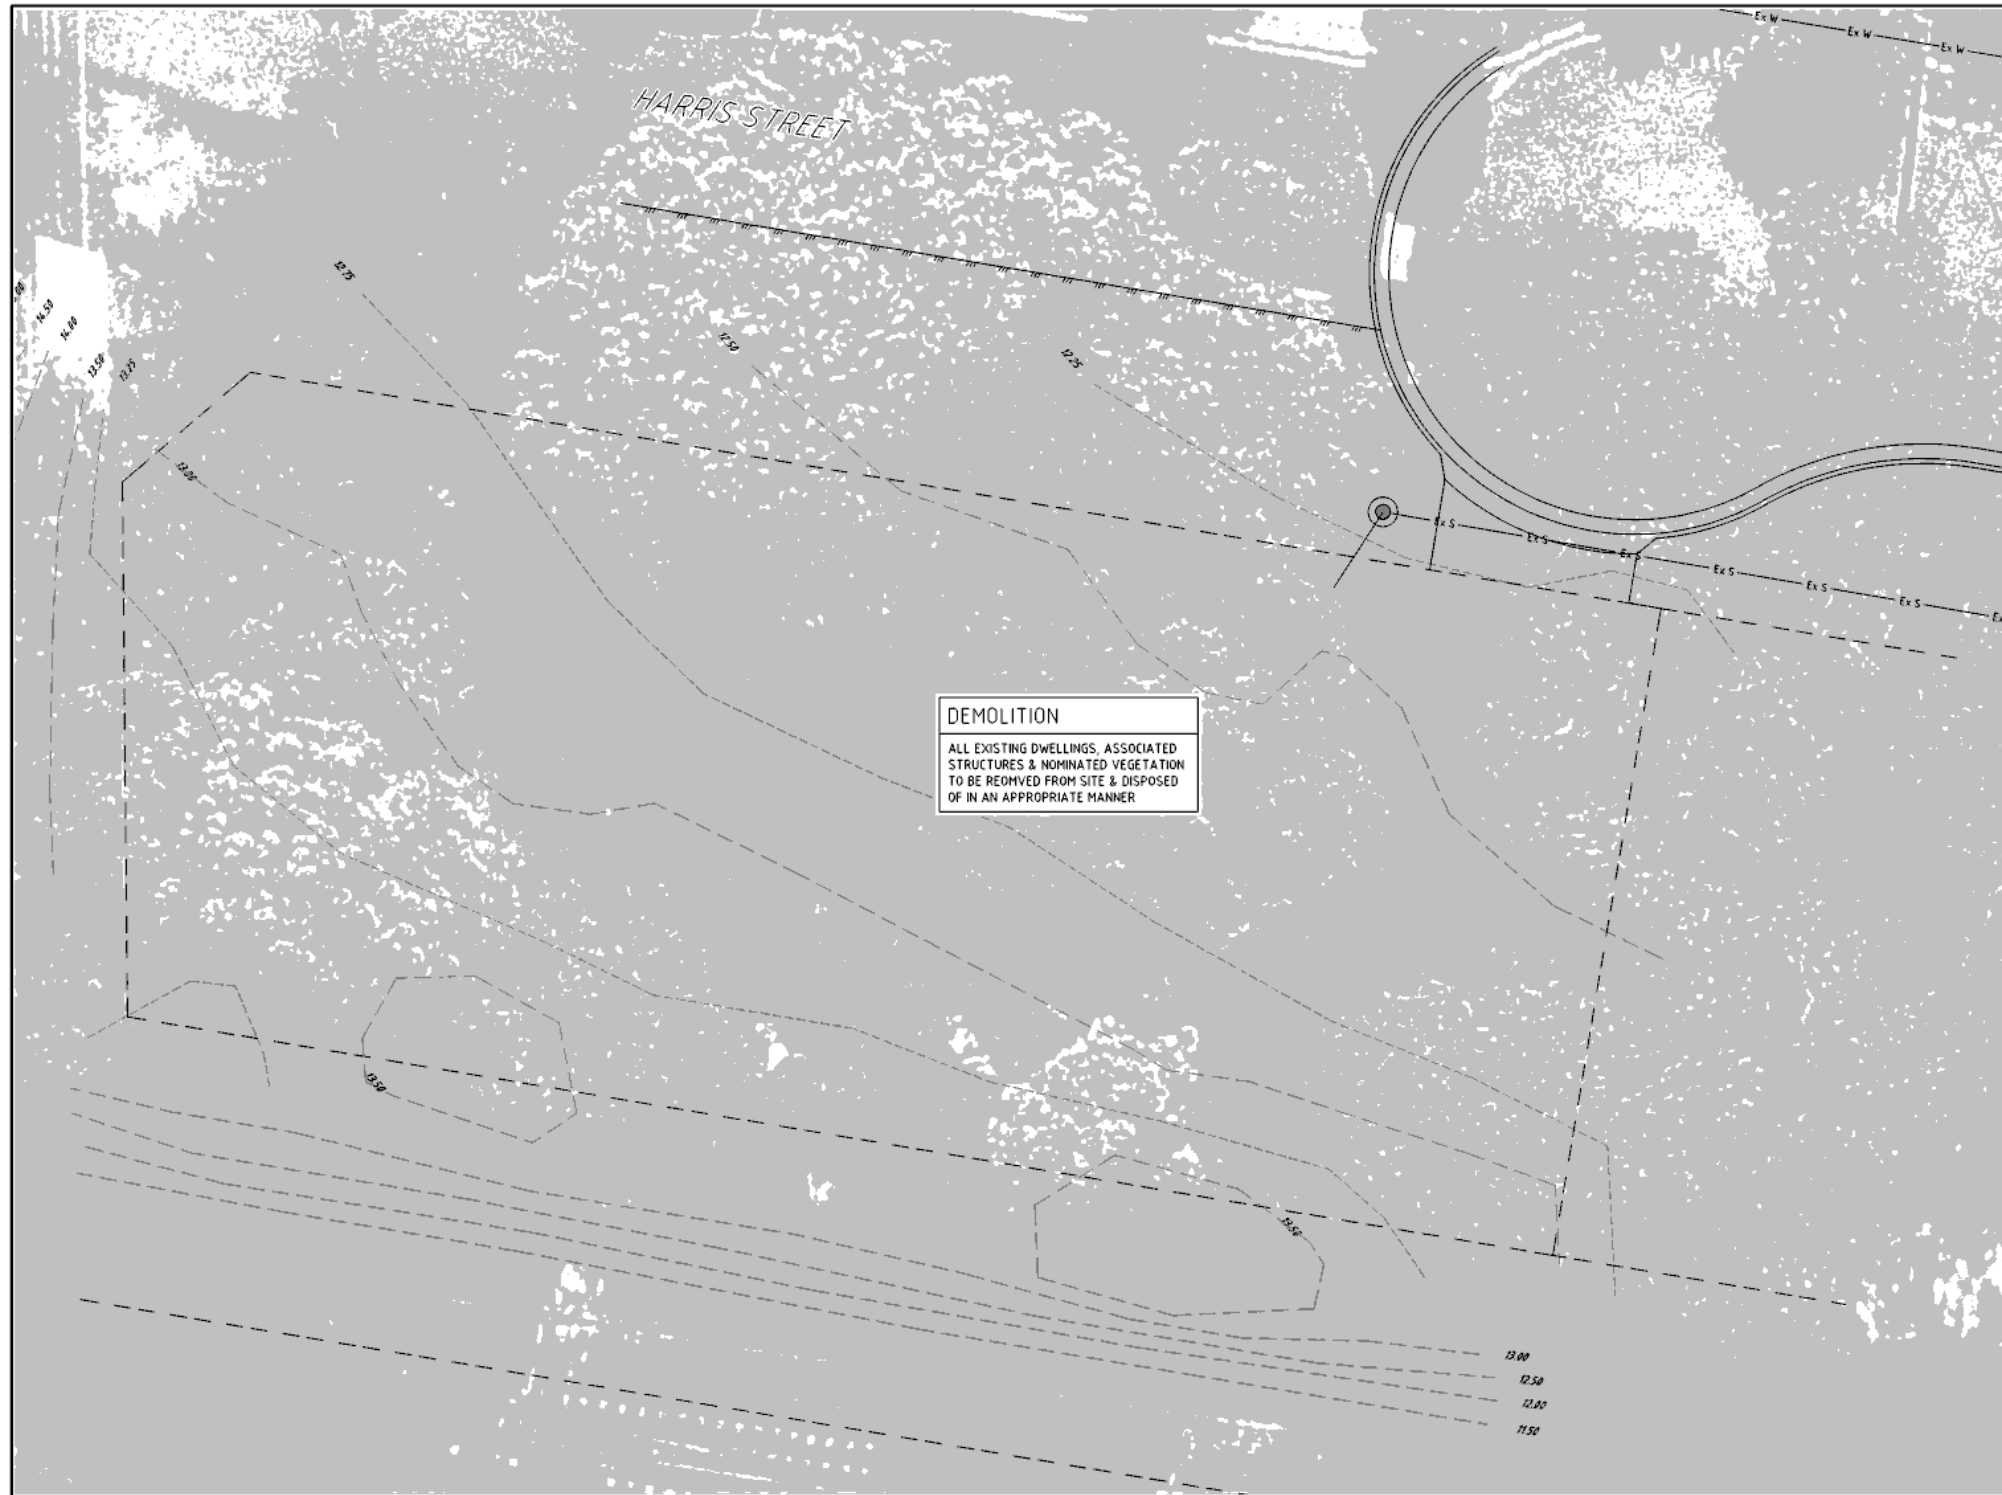 Ex W
Ex W
Ex W
HARRIS STREET
12.75
14.50
14.00
13.50
13.25
12.50
12.25
13.00
Ex S
Ex S
Ex S
Ex S
Ex S
Ex S
DEMOLITION
ALL EXISTING DWELLINGS, ASSOCIATED
STRUCTURES & NOMINATED VEGETATION
TO BE REOMVED FROM SITE & DISPOSED
OF IN AN APPROPRIATE MANNER
13.50
13.50
13.00
12.50
12.00
11.50